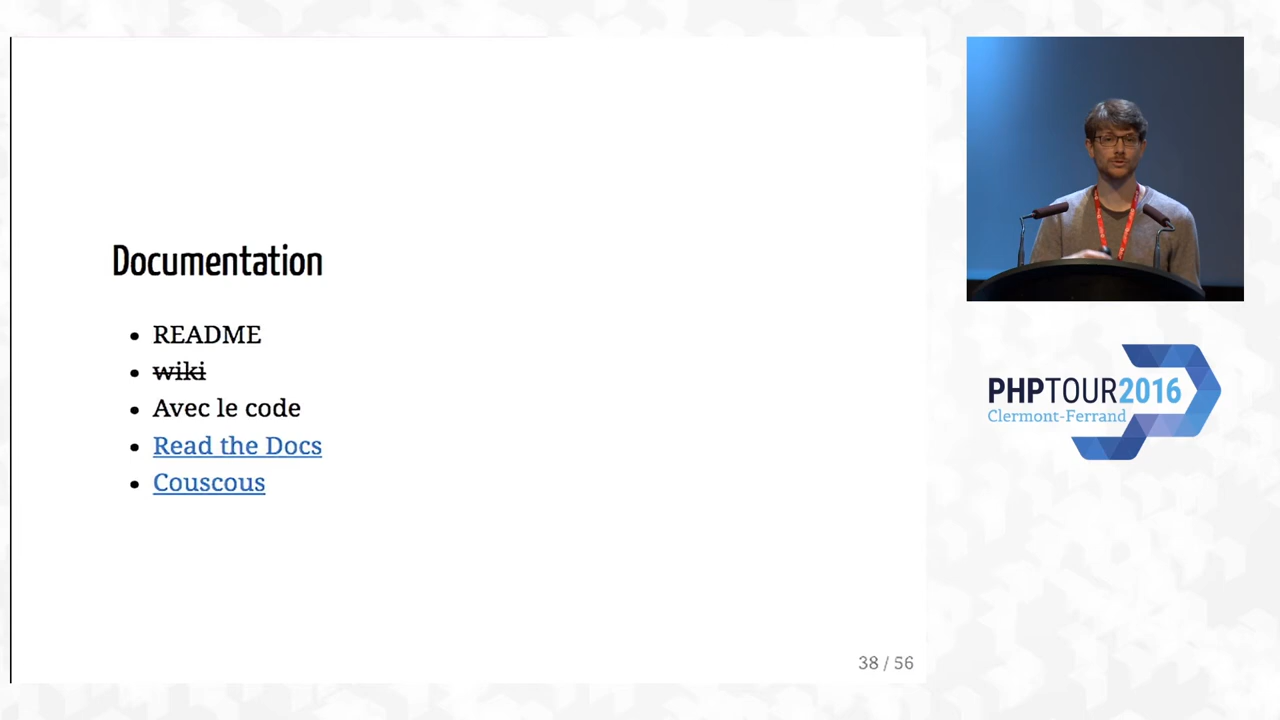 Documentation
README
wiki
Avec le code
Read the Docs
Couscous
38 / 56
PHPTOUR2016
Clermont-Ferrand